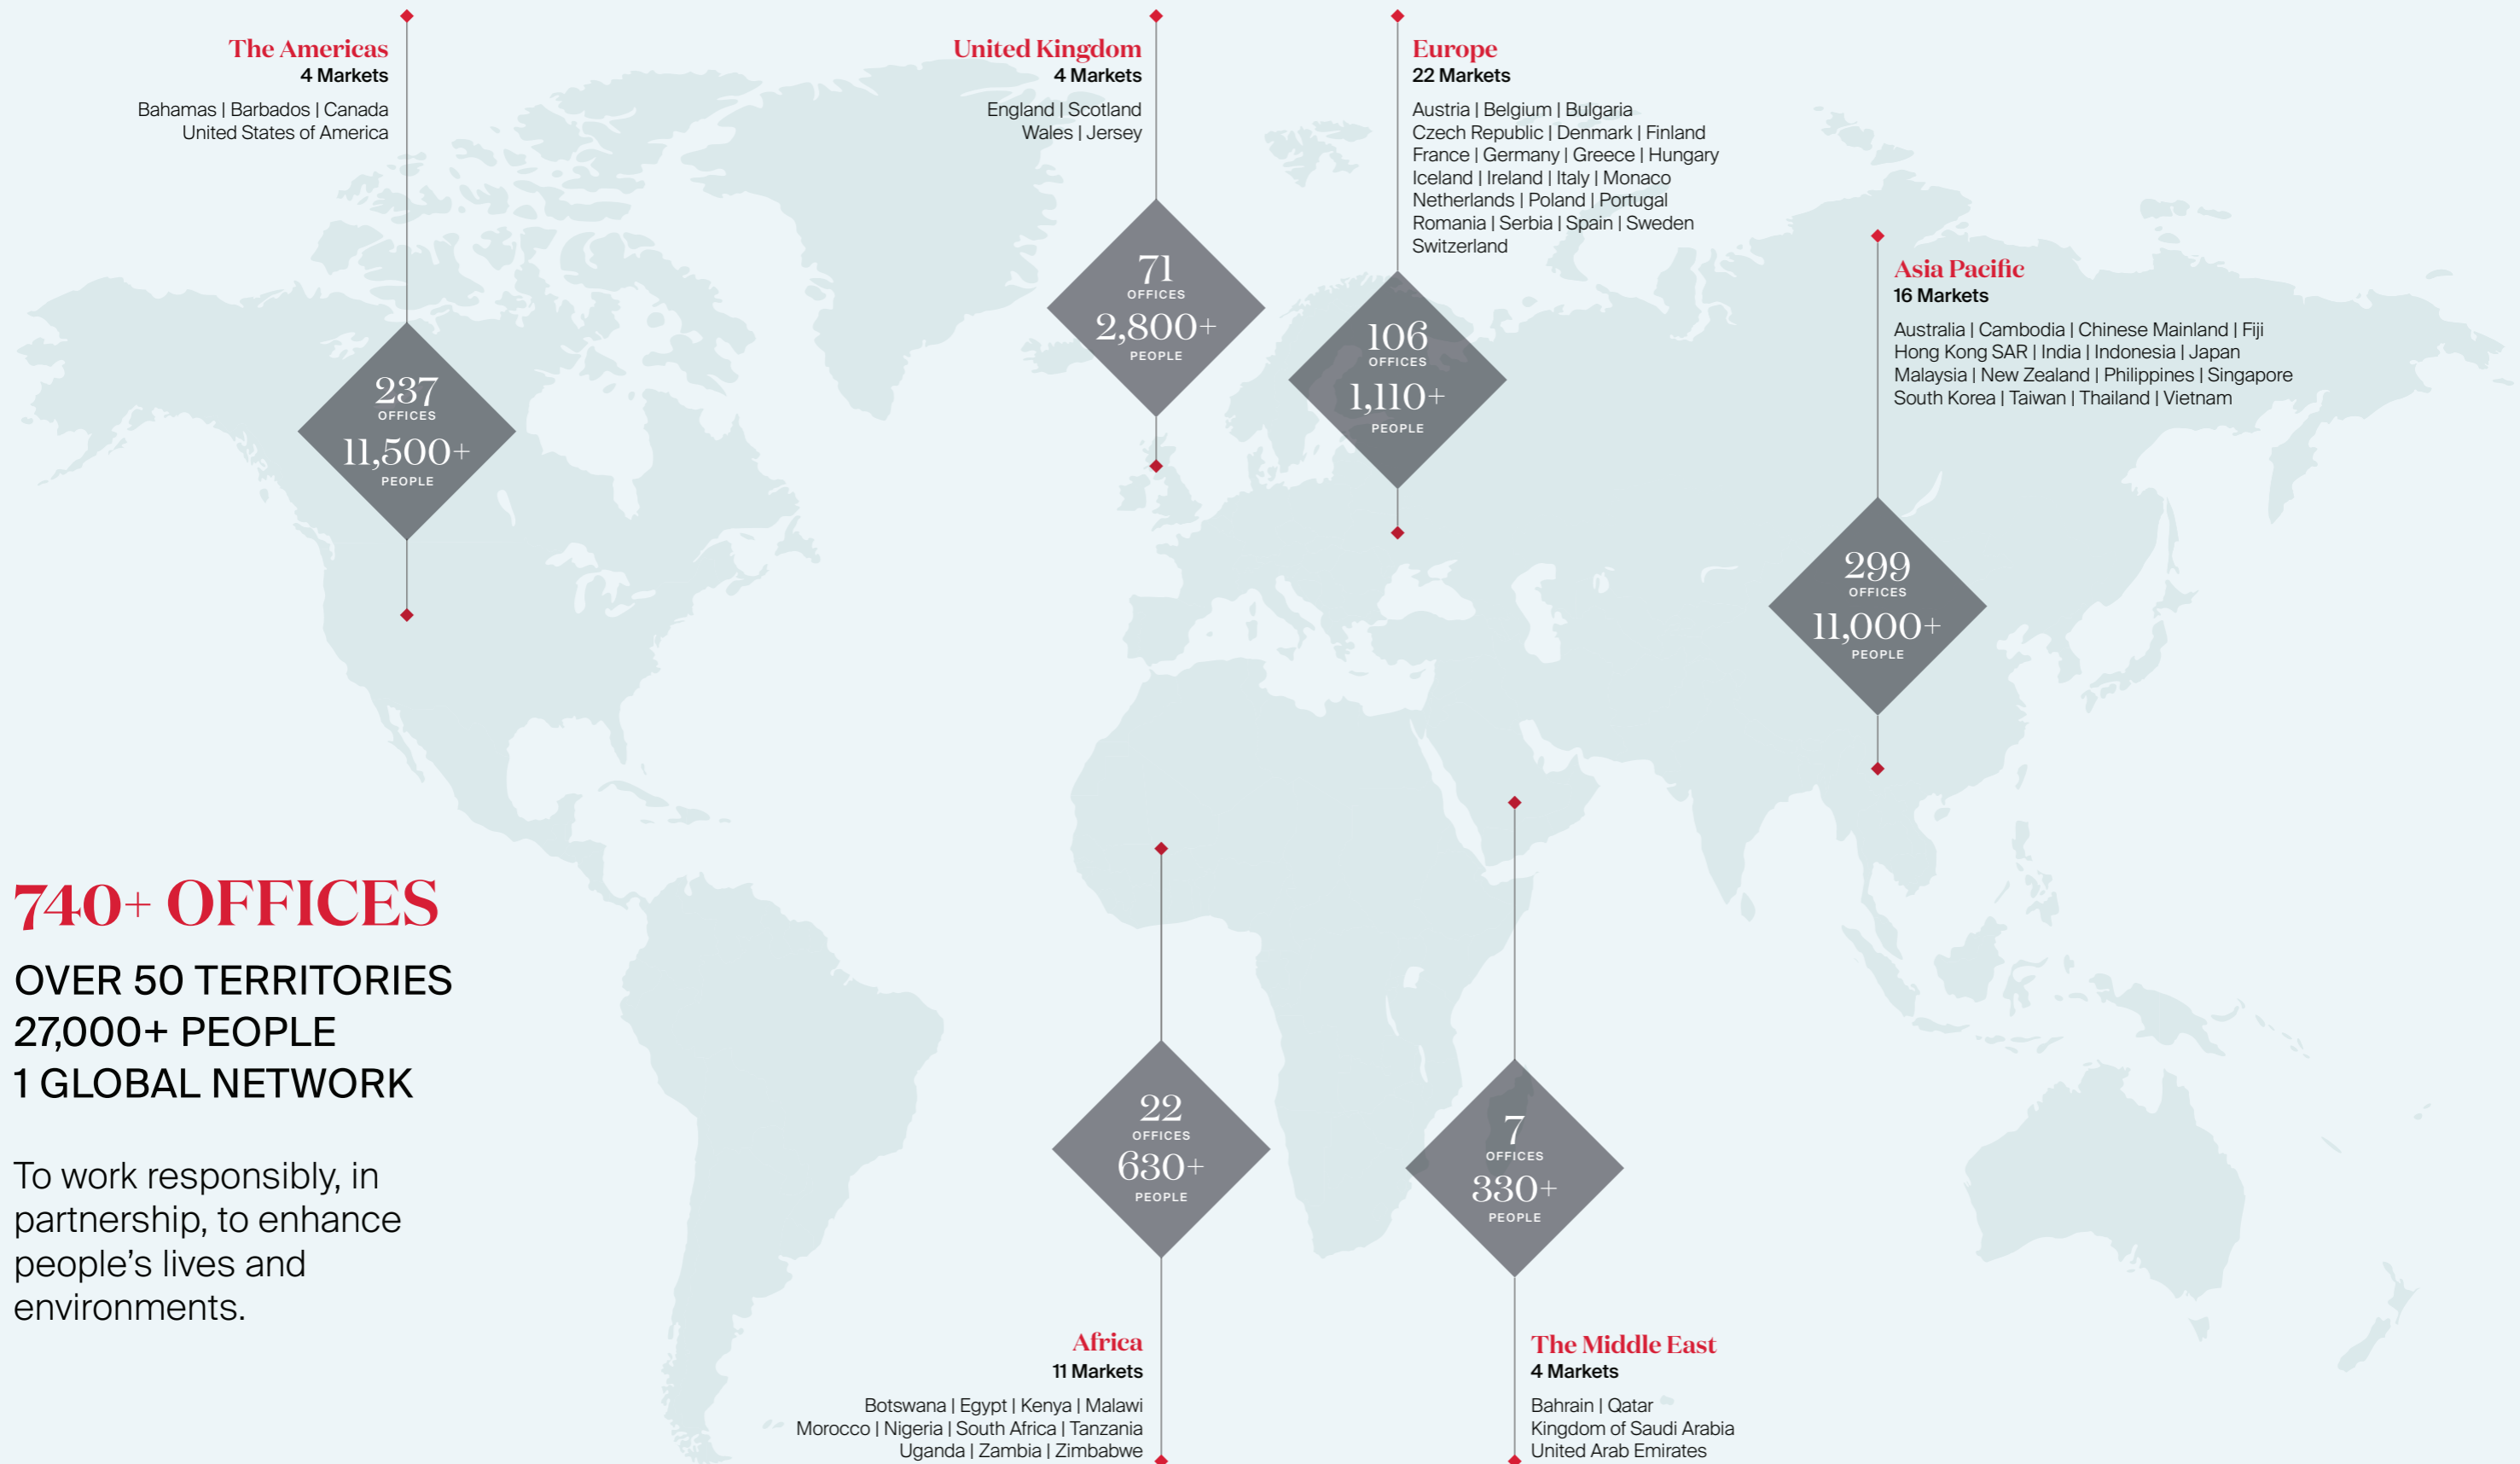 The Americas
4 Markets
Bahamas | Barbados | Canada
United States of America
237
OFFICES
11,500+
PEOPLE
United Kingdom
4 Markets
England | Scotland
Wales | Jersey
71
OFFICES
2,800+
PEOPLE
Europe
22 Markets
Austria | Belgium | Bulgaria
Czech Republic | Denmark | Finland
France | Germany | Greece | Hungary
Iceland | Ireland | Italy | Monaco
Netherlands | Poland | Portugal
Romania | Serbia | Spain | Sweden
Switzerland
106
OFFICES
1,110+
PEOPLE
Asia Pacific
16 Markets
Australia | Cambodia | Chinese Mainland | Fiji
Hong Kong SAR | India | Indonesia | Japan
Malaysia | New Zealand | Philippines | Singapore
South Korea | Taiwan | Thailand | Vietnam
299
OFFICES
11,000+
PEOPLE
740+ OFFICES
OVER 50 TERRITORIES
27,000+ PEOPLE
1 GLOBAL NETWORK
To work responsibly, in
partnership, to enhance
people’s lives and
environments.
22
OFFICES
630+
PEOPLE
Africa
11 Markets
Botswana | Egypt | Kenya | Malawi
Morocco | Nigeria | South Africa | Tanzania
Uganda | Zambia | Zimbabwe
7
OFFICES
330+
PEOPLE
The Middle East
4 Markets
Bahrain | Qatar
Kingdom of Saudi Arabia
United Arab Emirates